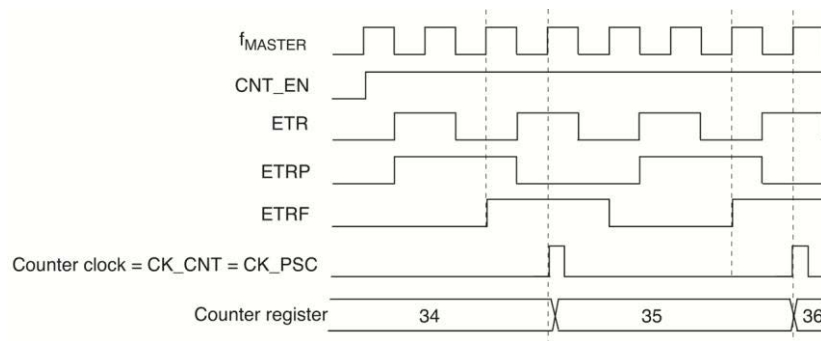 fMASTER
CNT_EN
ETR
ETRP
ETRF
Counter clock = CK_CNT = CK_PSC
Counter register 34 35 36